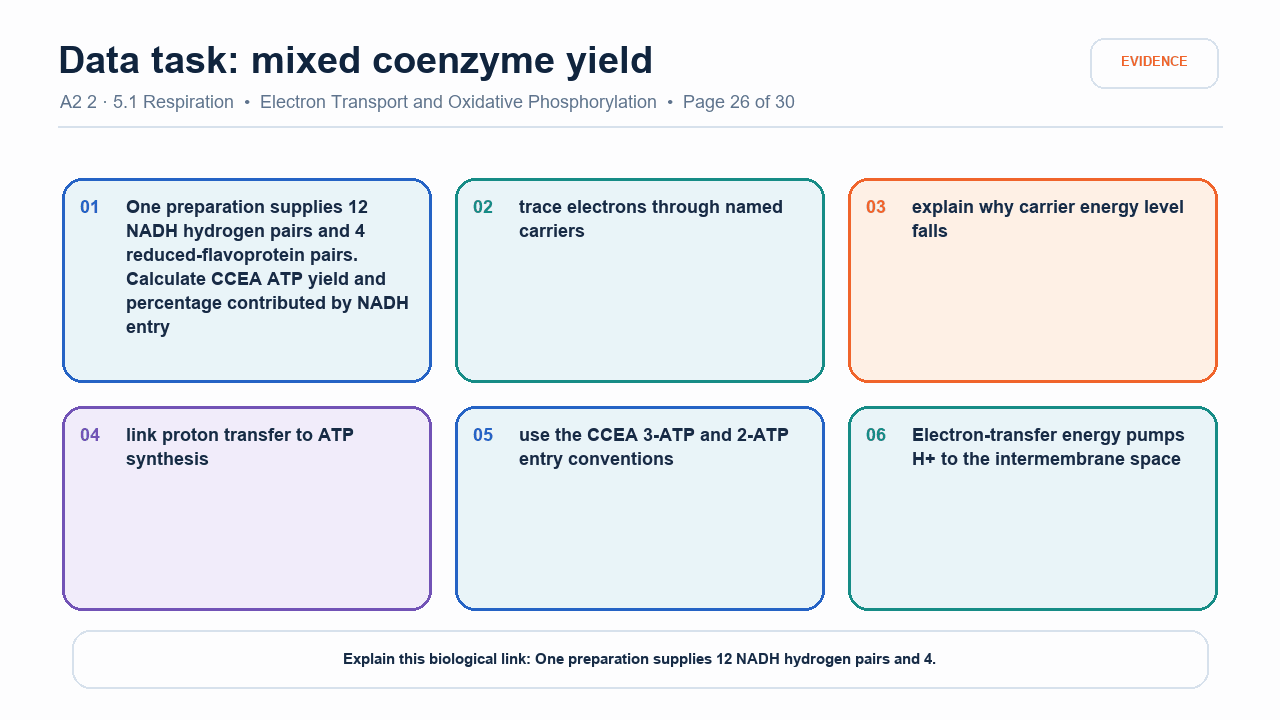 Data task: mixed coenzyme yield
EVIDENCE
A2 2 · 5.1 Respiration • Electron Transport and Oxidative Phosphorylation • Page 26 of 30
01
One preparation supplies 12
NADH hydrogen pairs and 4
reduced-flavoprotein pairs.
Calculate CCEA ATP yield and
percentage contributed by NADH
entry
02
trace electrons through named
carriers
03
explain why carrier energy level
falls
04
link proton transfer to ATP
synthesis
05
use the CCEA 3-ATP and 2-ATP
entry conventions
06
Electron-transfer energy pumps
H+ to the intermembrane space
Explain this biological link: One preparation supplies 12 NADH hydrogen pairs and 4.